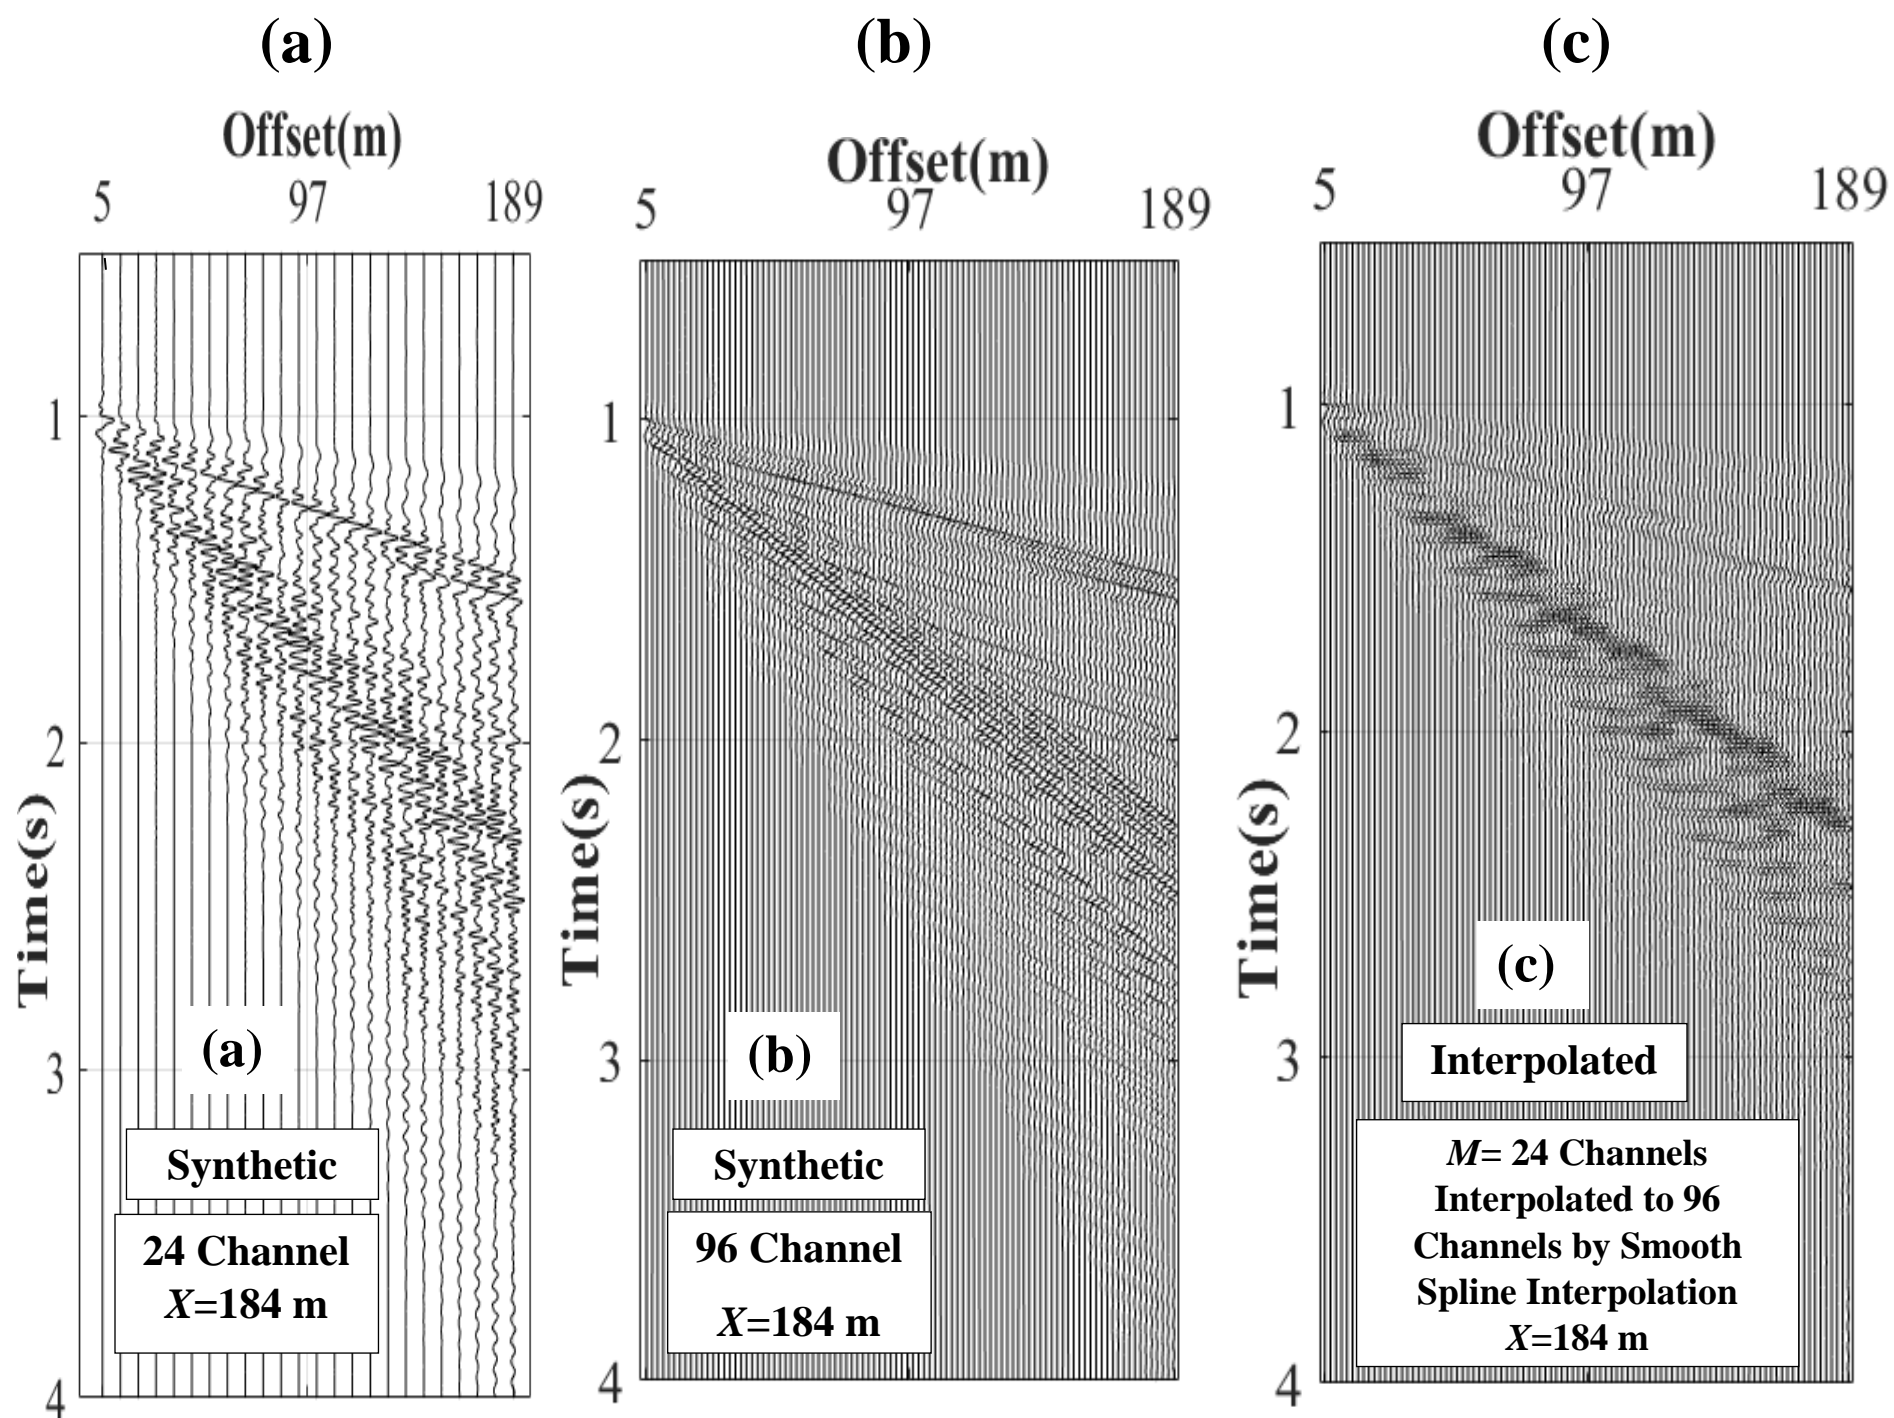 (a)
Offset(m)
5 97 189
1
2
3
4
Time(s)
(a)
Synthetic
24 Channel
X=184 m
(b)
Offset(m)
5 97 189
1
2
3
4
Time(s)
(b)
Synthetic
96 Channel
X=184 m
(c)
Offset(m)
5 97 189
1
2
3
4
Time(s)
(c)
Interpolated
M= 24 Channels
Interpolated to 96
Channels by Smooth
Spline Interpolation
X=184 m